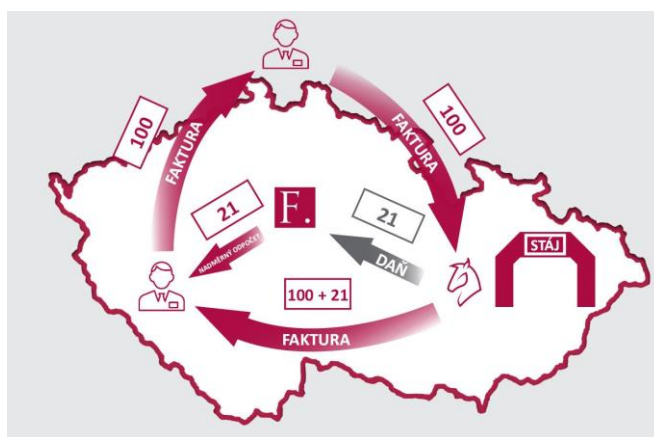 100
FAKTURA
FAKTURA
100
21
F.
21
NADMĚRNÝ ODPOČET
DAŇ
STÁJ
100 + 21
FAKTURA